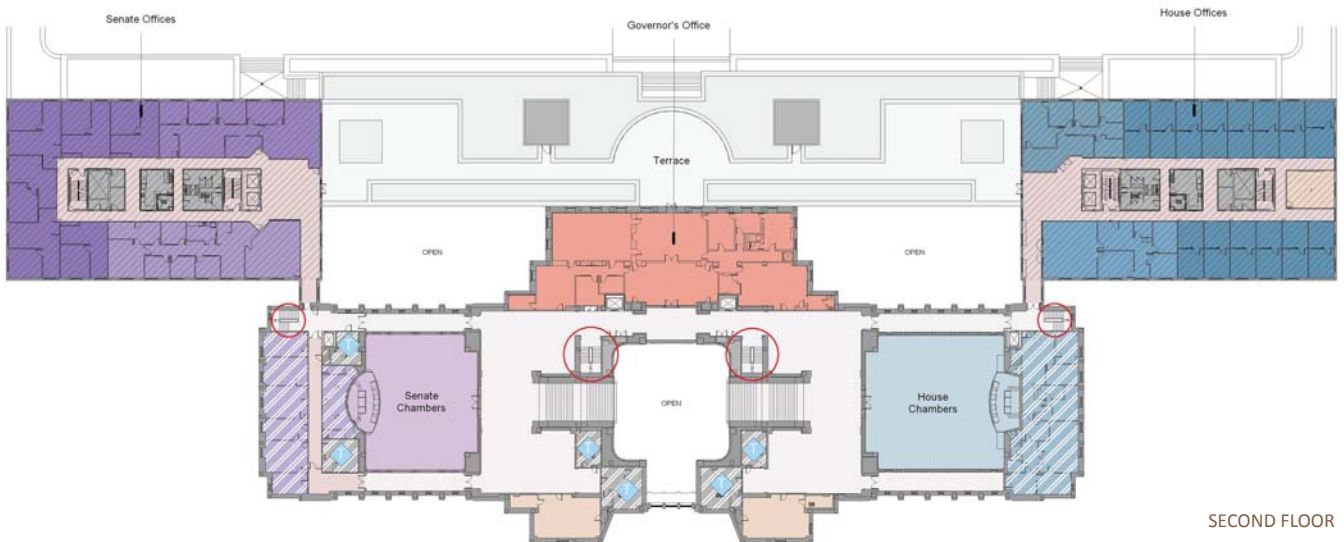 Senate Offices
Governor's Office
House Offices
Terrace
OPEN
OPEN
Senate
Chambers
OPEN
House
Chambers
T
T
T
T
T
T
SECOND FLOOR